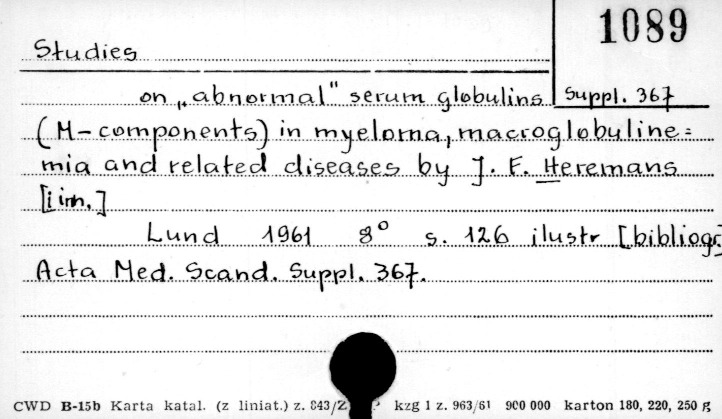 1089
Studies
on „abnormal" serum globulins Suppl. 367
(M-components) in myeloma, macroglobuline=
mia and related diseases by J. F. Heremans
[i in.]
Lund 1961 8° s. 126 ilustr [bibliogr]
Acta Med. Scand. Suppl. 367.
CWD B-15b Karta katal. (z liniat.) z. 843/Z kzg 1 z. 963/61 900 000 karton 180, 220, 250 g